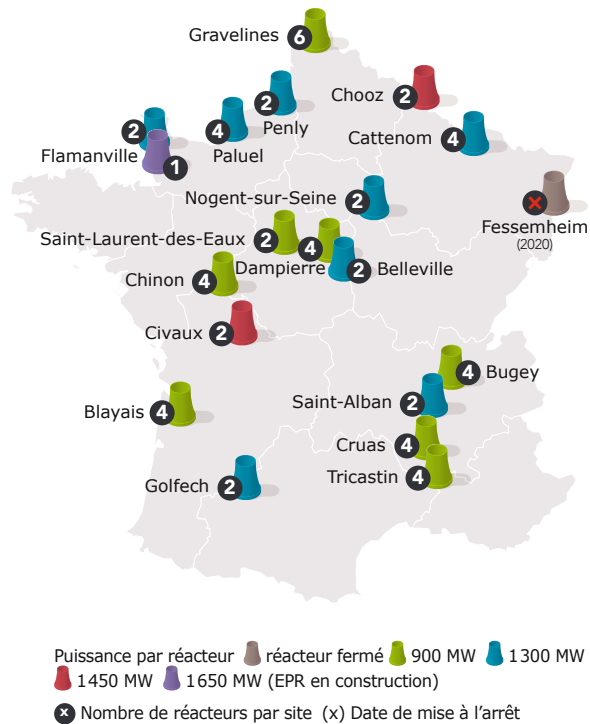 Gravelines 6
Chooz 2
2 Penly
2 Flamanville
4 Paluel
Cattenom 4
1
Nogent-sur-Seine 2
Fessemheim
(2020)
Saint-Laurent-des-Eaux 2
4 Dampierre
2 Belleville
Chinon 4
Civaux 2
4 Bugey
Saint-Alban 2
Blayais 4
Cruas 4
Tricastin 4
Golfech 2
Puissance par réacteur réacteur fermé 900 MW 1300 MW
1450 MW 1650 MW (EPR en construction)
x Nombre de réacteurs par site (x) Date de mise à l’arrêt